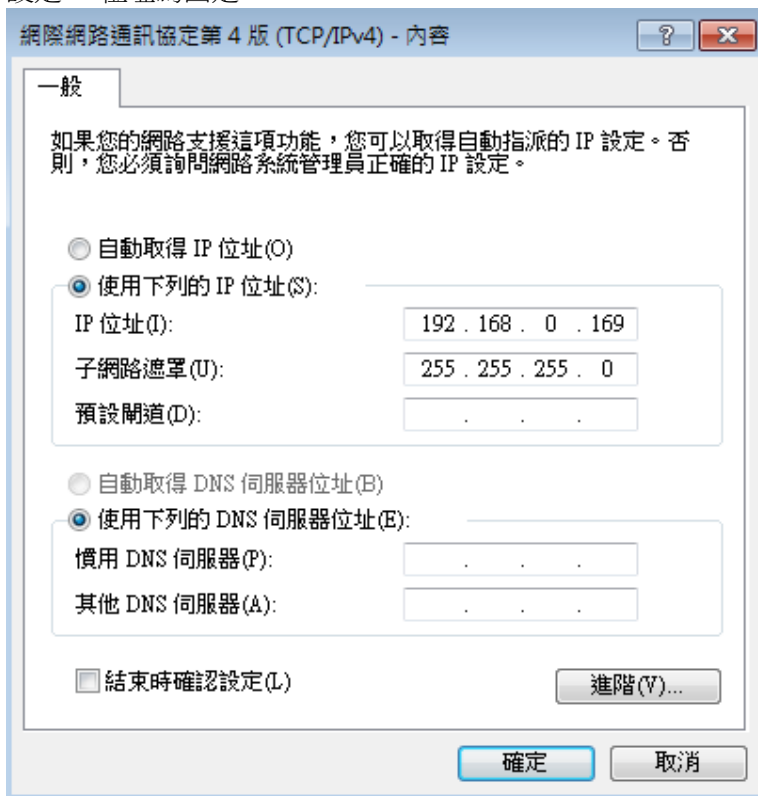 網際網路通訊協定第 4 版 (TCP/IPv4) - 內容
一般
如果您的網路支援這項功能，您可以取得自動指派的 IP 設定。否
則，您必須詢問網路系統管理員正確的 IP 設定。
自動取得 IP 位址(O)
使用下列的 IP 位址(S):
IP 位址(I): 192 . 168 . 0 . 169
子網路遮罩(U): 255 . 255 . 255 . 0
預設閘道(D): . . .
自動取得 DNS 伺服器位址(B)
使用下列的 DNS 伺服器位址(E):
慣用 DNS 伺服器(P): . . .
其他 DNS 伺服器(A): . . .
結束時確認設定(L)
進階(V)...
確定 取消